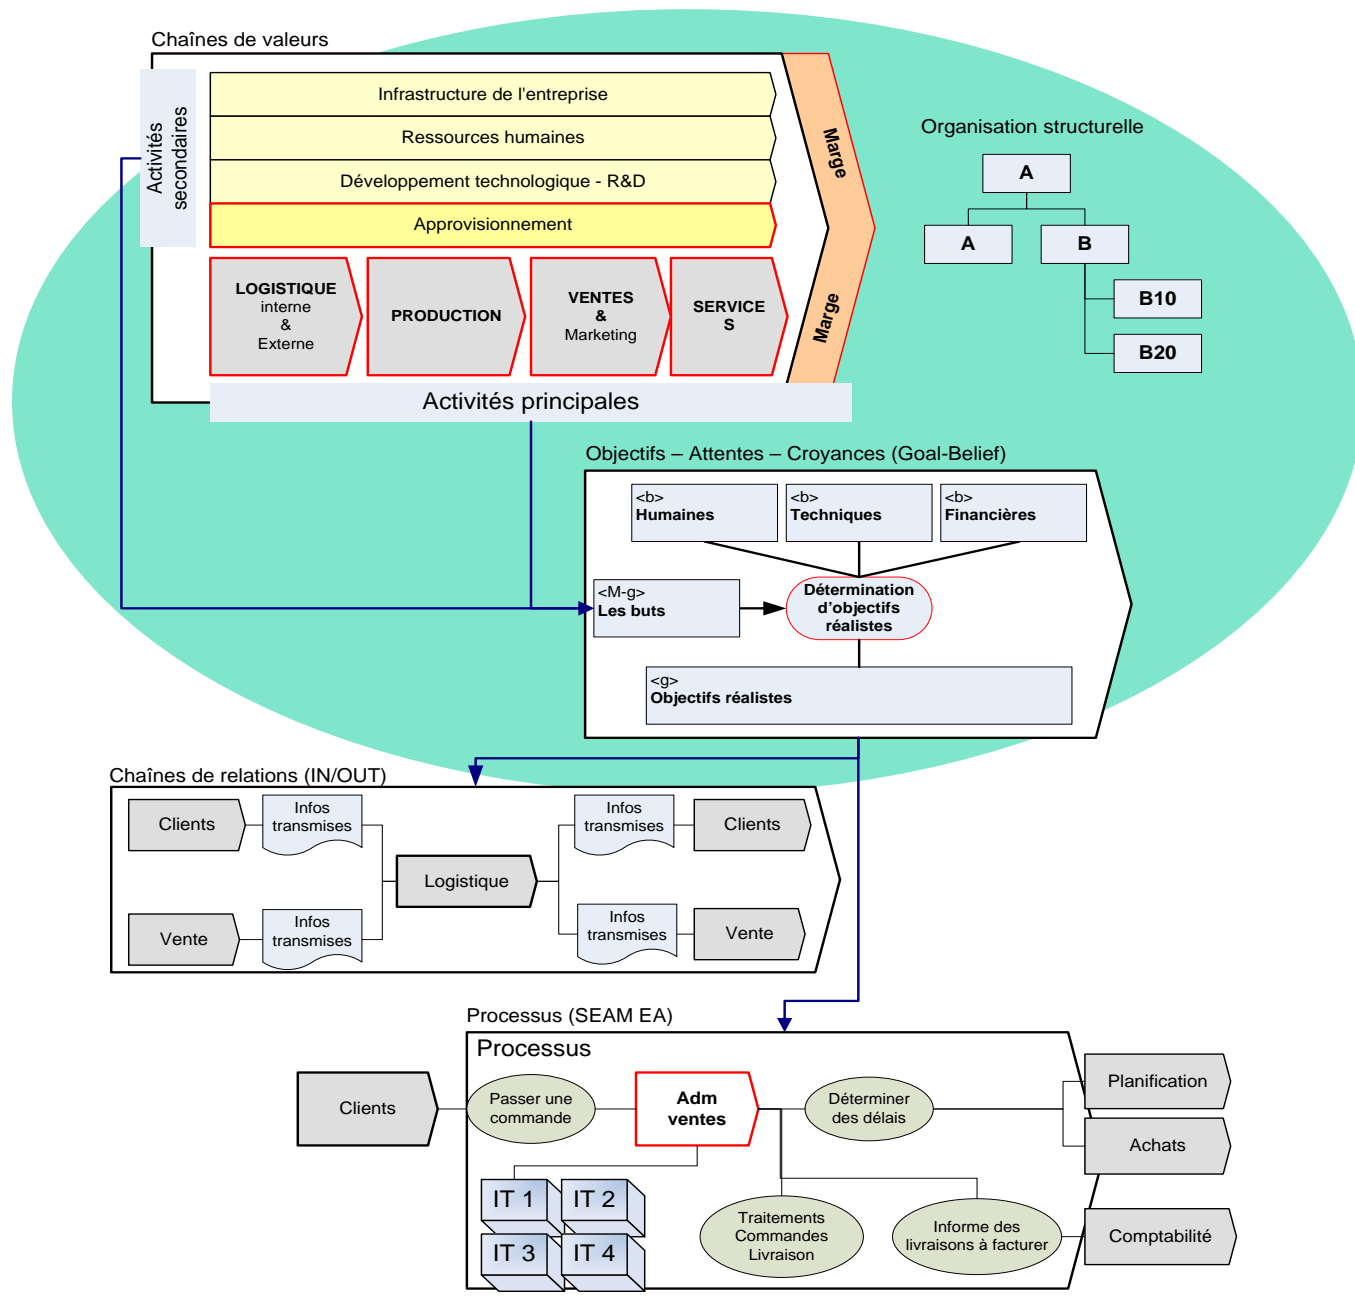 Chaînes de valeurs
Activités
secondaires
Infrastructure de l'entreprise
Ressources humaines
Développement technologique - R&D
Approvisionnement
LOGISTIQUE
interne
&
Externe
PRODUCTION
VENTES
&
Marketing
SERVICE
S
Marge
Marge
Activités principales
Organisation structurelle
A
A
B
B10
B20
Objectifs – Attentes – Croyances (Goal-Belief)
<b>
Humaines
<b>
Techniques
<b>
Financières
<M-g>
Les buts
Détermination
d'objectifs
réalistes
<g>
Objectifs réalistes
Chaînes de relations (IN/OUT)
Clients
Infos
transmises
Infos
transmises
Clients
Logistique
Vente
Infos
transmises
Infos
transmises
Vente
Processus (SEAM EA)
Processus
Clients
Passer une
commande
Adm
ventes
Déterminer
des délais
Planification
Achats
IT 1
IT 2
IT 3
IT 4
Traitements
Commandes
Livraison
Informe des
livraisons à facturer
Comptabilité